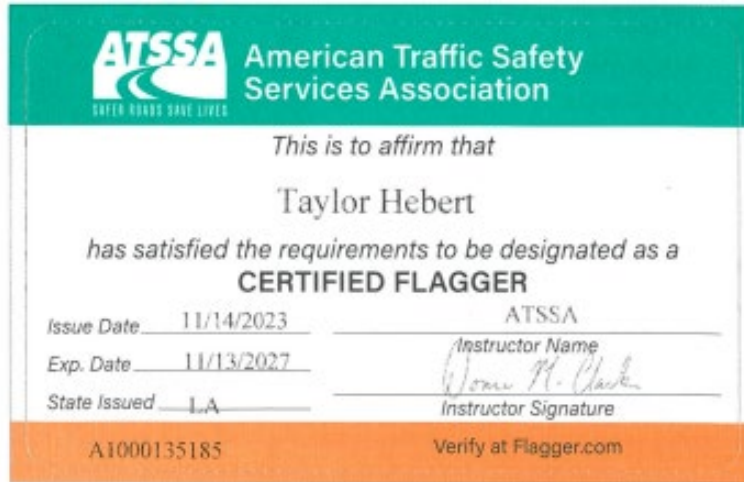 ATSSA
SAFER ROADS SAVE LIVES
American Traffic Safety
Services Association
This is to affirm that
Taylor Hebert
has satisfied the requirements to be designated as a
CERTIFIED FLAGGER
Issue Date 11/14/2023
ATSSA
Instructor Name
Exp. Date 11/13/2027
State Issued LA
Instructor Signature
A1000135185
Verify at Flagger.com